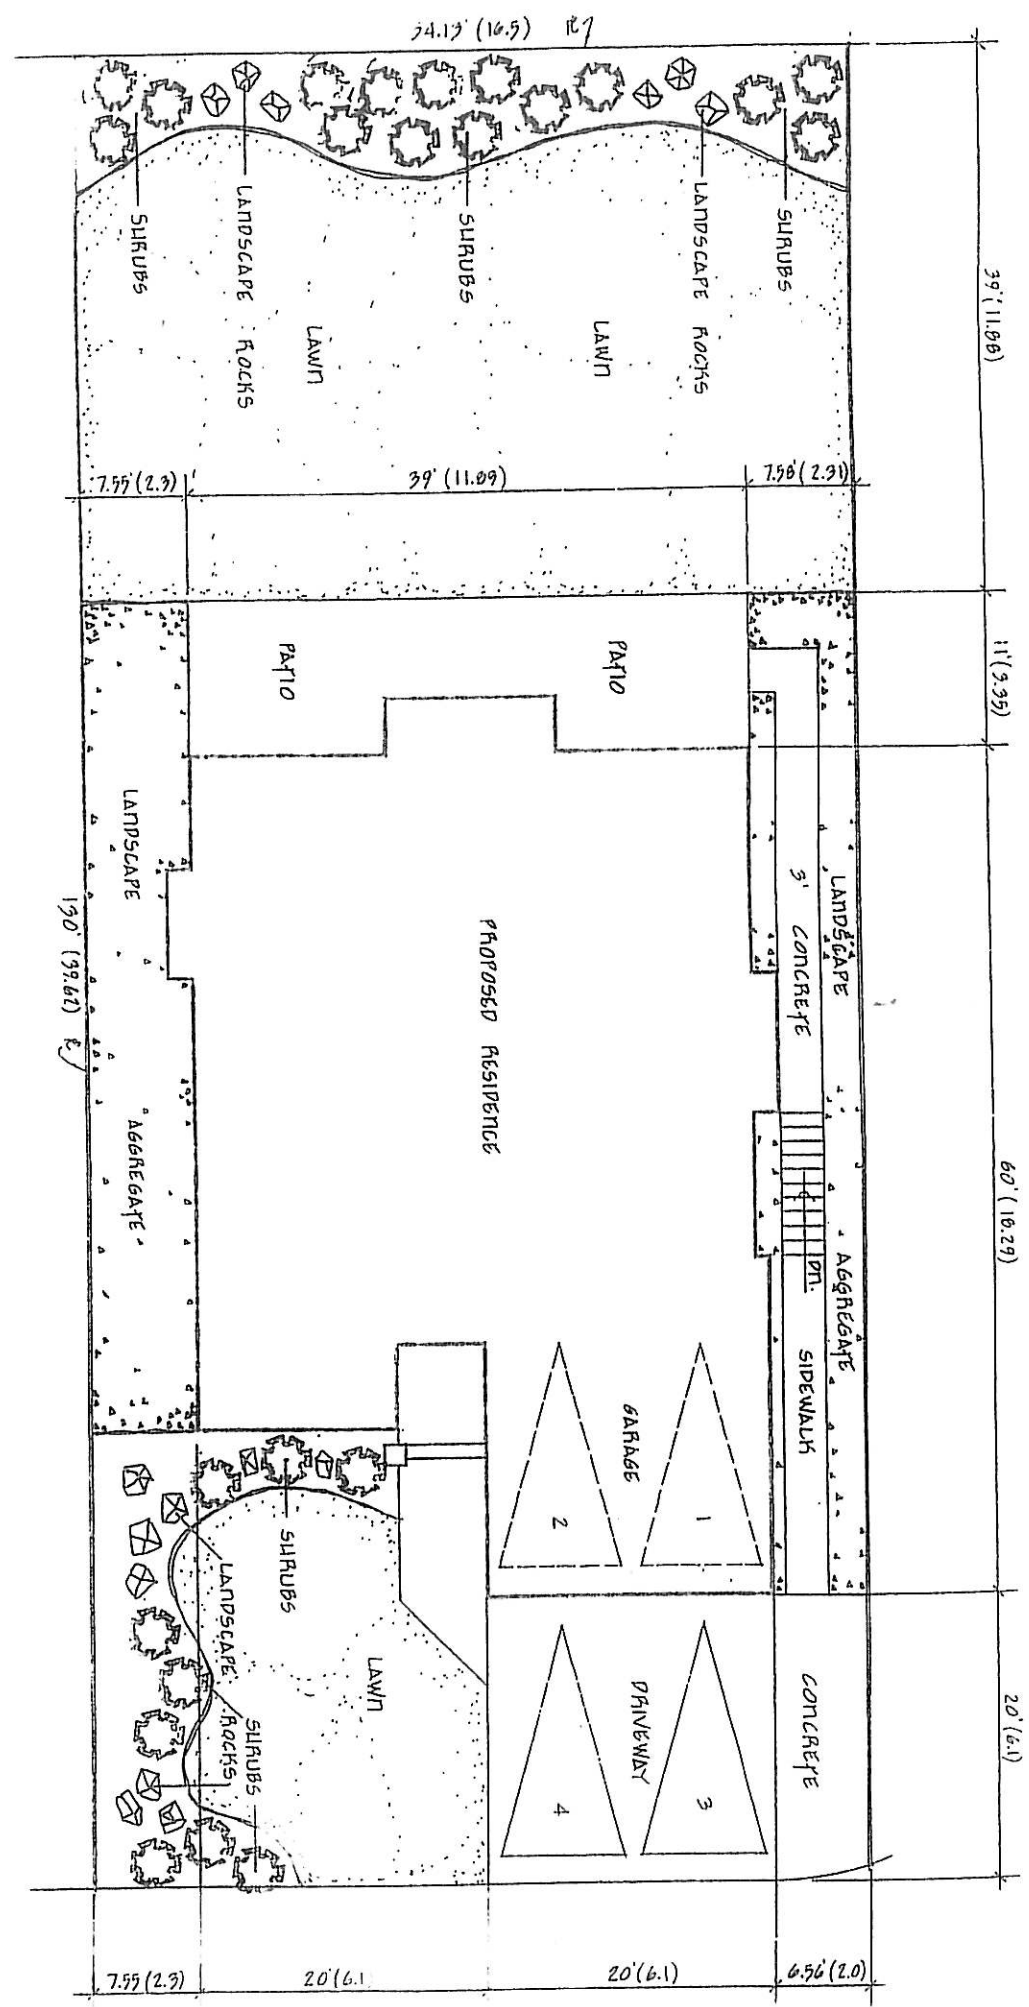 54.13' (16.5) PL
39' (11.88)
SHRUBS
LANDSCAPE ROCKS
SHRUBS
LANDSCAPE ROCKS
SHRUBS
LAWN
LAWN
7.55' (2.3)
39' (11.89)
7.58' (2.31)
PATIO
PATIO
11' (3.35)
LANDSCAPE AGGREGATE
130' (39.62) PL
PROPOSED RESIDENCE
3' CONCRETE SIDEWALK
LANDSCAPE AGGREGATE
DN.
60' (18.29)
GARAGE
2
1
SHRUBS
LANDSCAPE ROCKS
SHRUBS
LAWN
DRIVEWAY
4
3
CONCRETE
20' (6.1)
7.55 (2.3)
20' (6.1
20' (6.1)
6.56' (2.0)